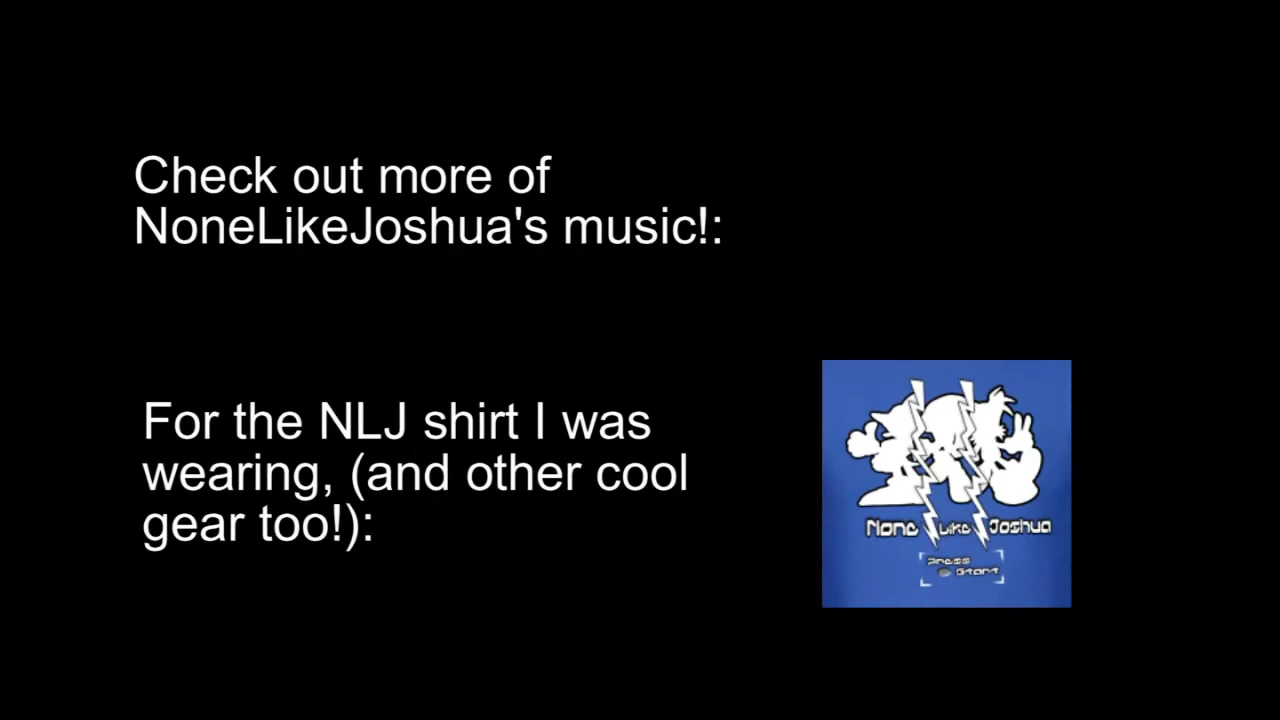 Check out more of
NoneLikeJoshua's music!:
For the NLJ shirt I was
wearing, (and other cool
gear too!):
None Like Joshua
Press
Start